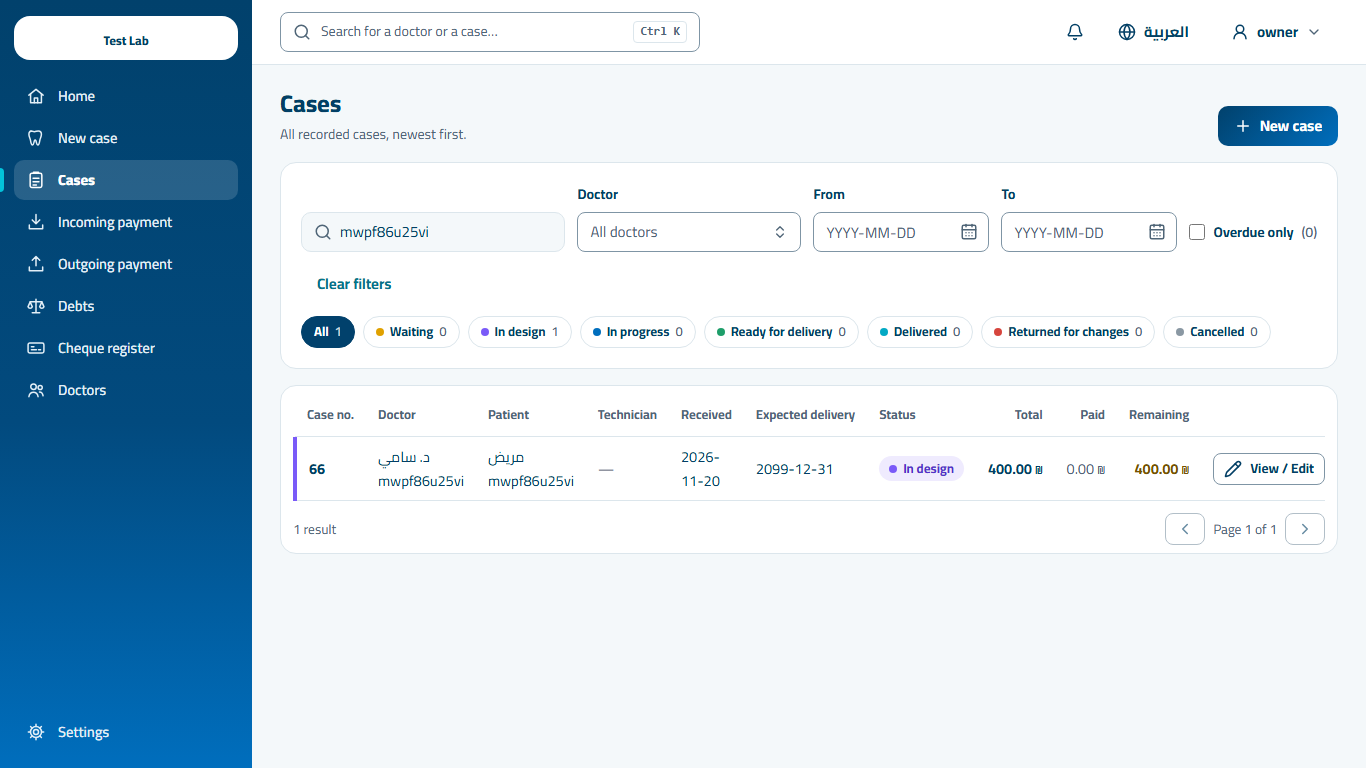 Test Lab
Home
New case
Cases
Incoming payment
Outgoing payment
Debts
Cheque register
Doctors
Settings
Search for a doctor or a case…
Ctrl K
العربية
owner
Cases
All recorded cases, newest first.
New case
Doctor
From
To
mwpf86u25vi
All doctors
YYYY-MM-DD
YYYY-MM-DD
Overdue only (0)
Clear filters
All 1
Waiting 0
In design 1
In progress 0
Ready for delivery 0
Delivered 0
Returned for changes 0
Cancelled 0
Case no. Doctor Patient Technician Received Expected delivery Status Total Paid Remaining
66
د. سامي
mwpf86u25vi
مريض
mwpf86u25vi
—
2026-
11-20
2099-12-31
In design
400.00 ₪
0.00 ₪
400.00 ₪
View / Edit
1 result
Page 1 of 1